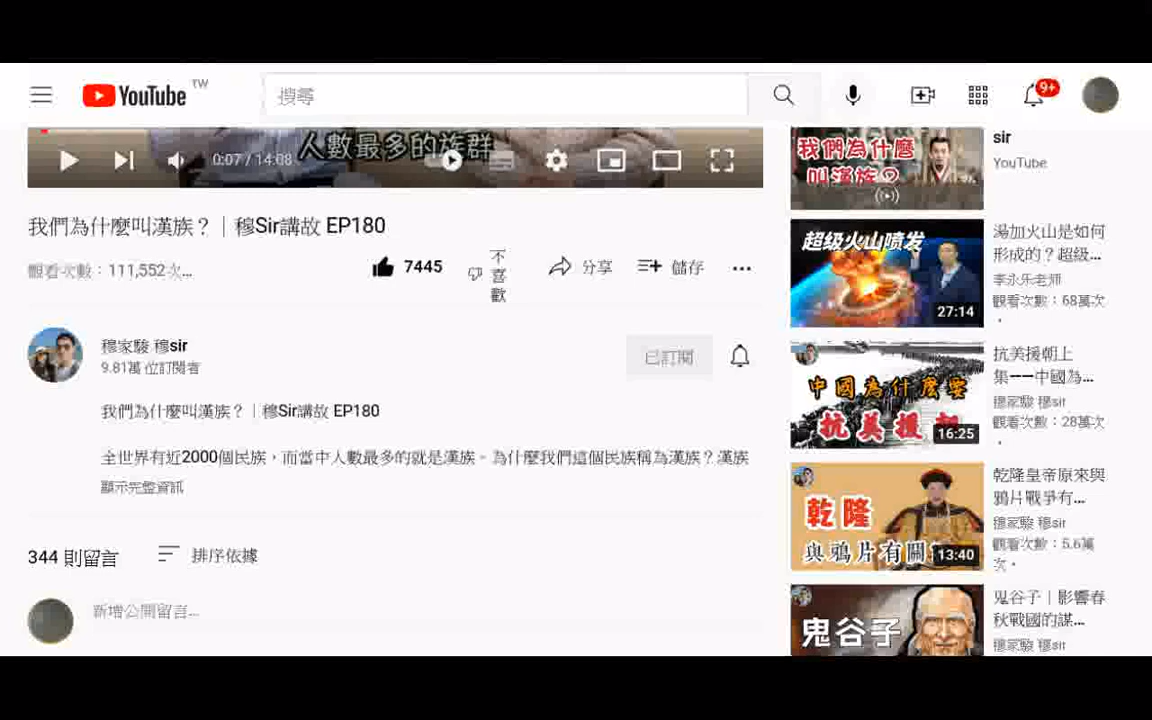 YouTube TW
搜尋
9+
人數最多的族群
0:07 / 14:08
我們為什麼叫漢族？｜穆Sir講故 EP180
觀看次數：111,552次...
7445
不喜歡
分享
儲存
穆家駿 穆sir
9.81萬 位訂閱者
已訂閱
我們為什麼叫漢族？｜穆Sir講故 EP180
全世界有近2000個民族，而當中人數最多的就是漢族。為什麼我們這個民族稱為漢族？漢族
顯示完整資訊
344 則留言
排序依據
新增公開留言...
我們為什麼
叫漢族？
sir
YouTube
超級火山噴发
27:14
湯加火山是如何
形成的？超級...
李永乐老师
觀看次數：68萬次
·
中國為什麼要
抗美援朝
16:25
抗美援朝上
集——中國為...
穆家駿 穆sir
觀看次數：28萬次
·
乾隆
與鴉片有關
13:40
乾隆皇帝原來與
鴉片戰爭有...
穆家駿 穆sir
觀看次數：5.6萬
次·
鬼谷子
鬼谷子｜影響春
秋戰國的謀...
穆家駿 穆sir